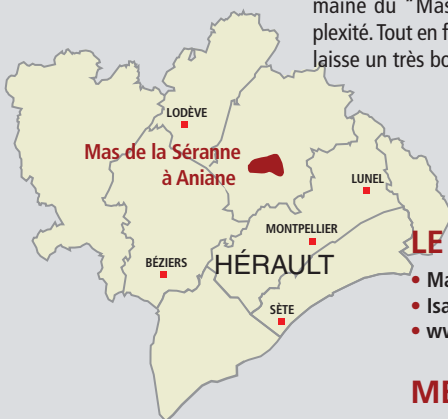 maine du "Mas
plexité. Tout en f
laisse un très bo
LODÈVE
Mas de la Séranne
à Aniane
LUNEL
MONTPELLIER
BÉZIERS
HÉRAULT
SÈTE
LE
• Ma
• Isa
• ww
ME